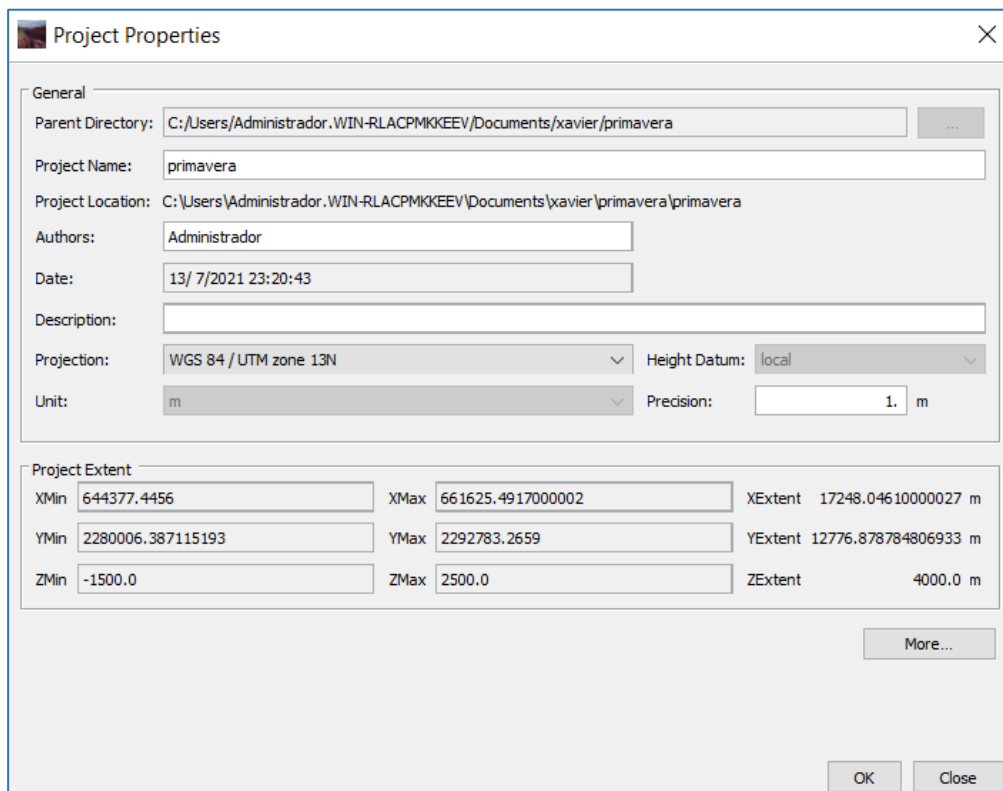 Project Properties
General
Parent Directory: C:/Users/Administrador.WIN-RLACPMKKEEV/Documents/xavier/primavera ...
Project Name: primavera
Project Location: C:\Users\Administrador.WIN-RLACPMKKEEV\Documents\xavier\primavera\primavera
Authors: Administrador
Date: 13/ 7/2021 23:20:43
Description:
Projection: WGS 84 / UTM zone 13N Height Datum: local
Unit: m Precision: 1. m
Project Extent
XMin 644377.4456 XMax 661625.4917000002 XExtent 17248.04610000027 m
YMin 2280006.387115193 YMax 2292783.2659 YExtent 12776.878784806933 m
ZMin -1500.0 ZMax 2500.0 ZExtent 4000.0 m
More...
OK Close